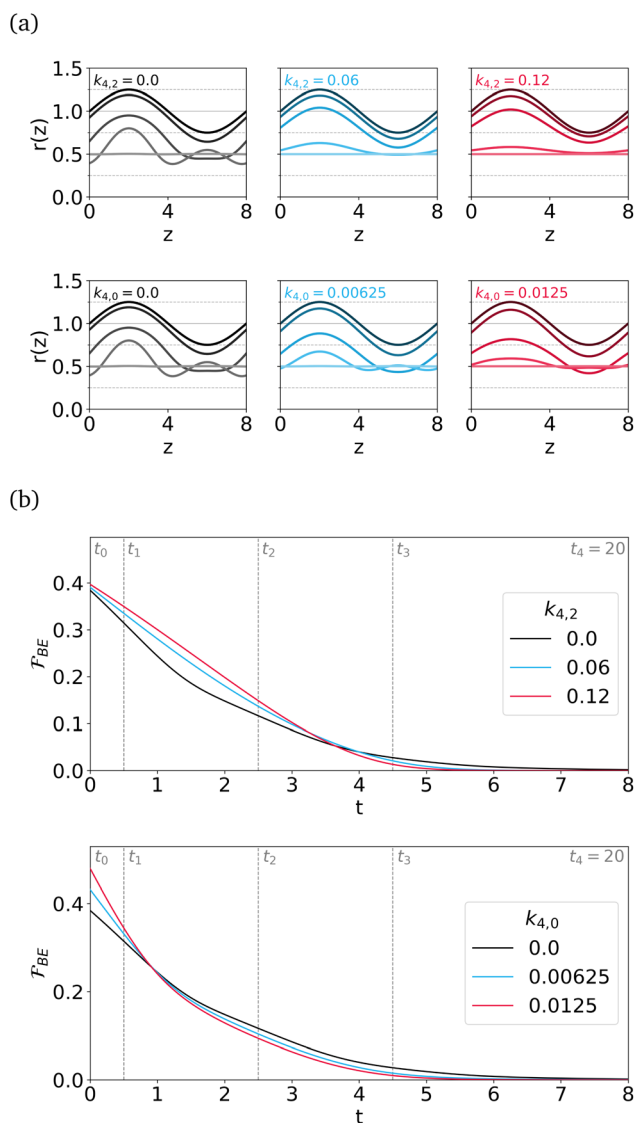 (a)
1.5
1.0
0.5
0.0
r(z)
k4,2 = 0.0
0 4 8
z
k4,2 = 0.06
0 4 8
z
k4,2 = 0.12
0 4 8
z
1.5
1.0
0.5
0.0
r(z)
k4,0 = 0.0
0 4 8
z
k4,0 = 0.00625
0 4 8
z
k4,0 = 0.0125
0 4 8
z
(b)
t0 t1 t2 t3 t4 = 20
0.4
0.3
0.2
0.1
0.0
FBE
k4,2
0.0
0.06
0.12
0 1 2 3 4 5 6 7 8
t
t0 t1 t2 t3 t4 = 20
0.4
0.2
0.0
FBE
k4,0
0.0
0.00625
0.0125
0 1 2 3 4 5 6 7 8
t